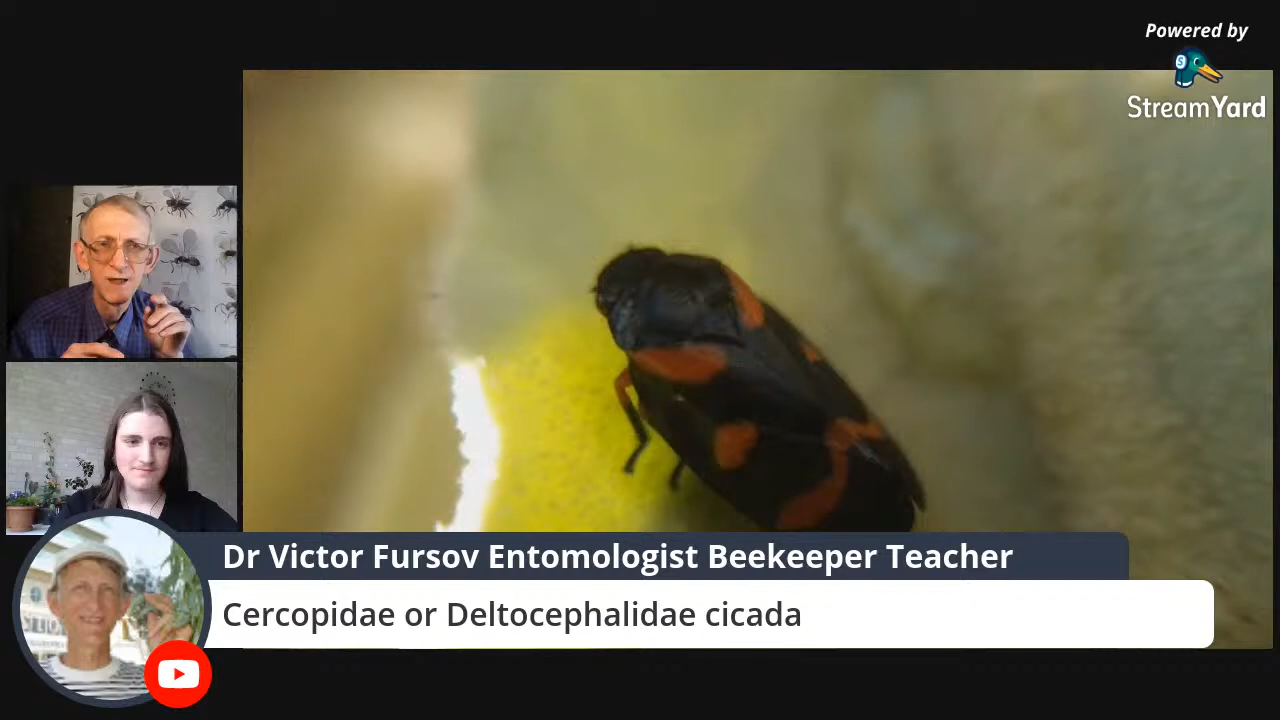 Powered by
StreamYard
Dr Victor Fursov Entomologist Beekeeper Teacher
Cercopidae or Deltocephalidae cicada